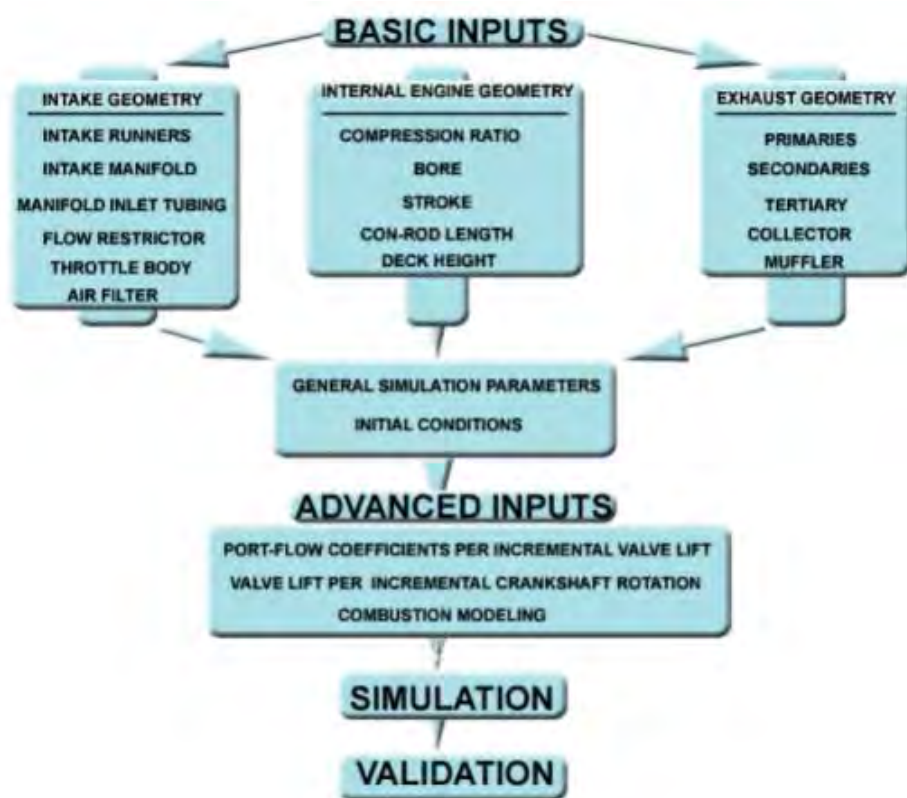 BASIC INPUTS
INTAKE GEOMETRY
INTAKE RUNNERS
INTAKE MANIFOLD
MANIFOLD INLET TUBING
FLOW RESTRICTOR
THROTTLE BODY
AIR FILTER
INTERNAL ENGINE GEOMETRY
COMPRESSION RATIO
BORE
STROKE
CON-ROD LENGTH
DECK HEIGHT
EXHAUST GEOMETRY
PRIMARIES
SECONDARIES
TERTIARY
COLLECTOR
MUFFLER
GENERAL SIMULATION PARAMETERS
INITIAL CONDITIONS
ADVANCED INPUTS
PORT-FLOW COEFFICIENTS PER INCREMENTAL VALVE LIFT
VALVE LIFT PER INCREMENTAL CRANKSHAFT ROTATION
COMBUSTION MODELING
SIMULATION
VALIDATION